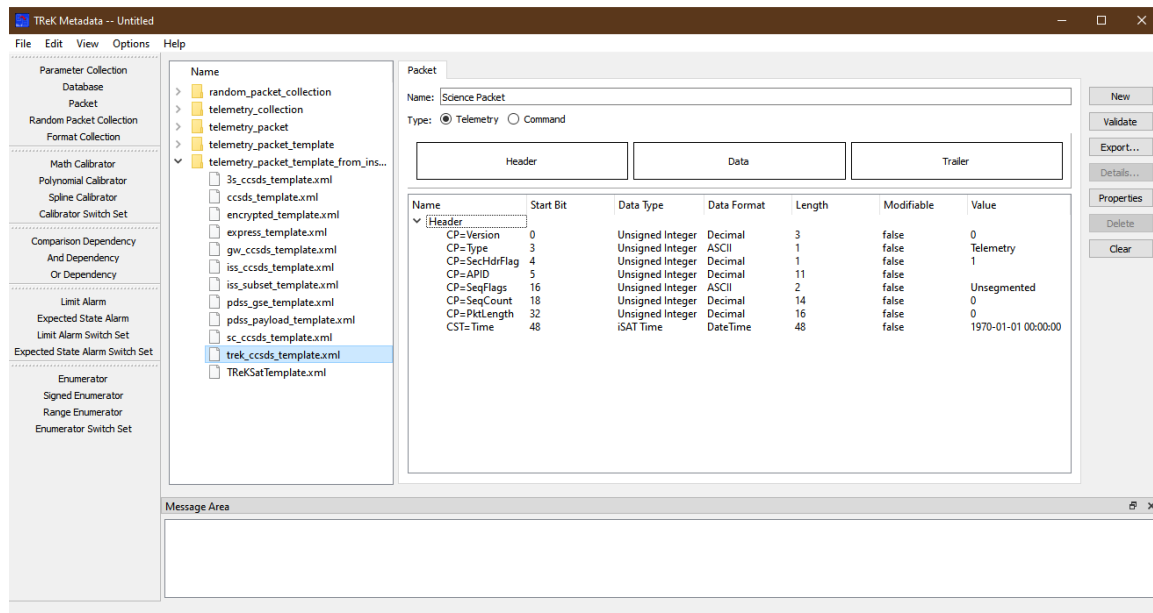 TReK Metadata -- Untitled
File Edit View Options Help
Parameter Collection
Database
Packet
Random Packet Collection
Format Collection
Math Calibrator
Polynomial Calibrator
Spline Calibrator
Calibrator Switch Set
Comparison Dependency
And Dependency
Or Dependency
Limit Alarm
Expected State Alarm
Limit Alarm Switch Set
Expected State Alarm Switch Set
Enumerator
Signed Enumerator
Range Enumerator
Enumerator Switch Set
Name
random_packet_collection
telemetry_collection
telemetry_packet
telemetry_packet_template
telemetry_packet_template_from_ins...
3s_ccsds_template.xml
ccsds_template.xml
encrypted_template.xml
express_template.xml
gw_ccsds_template.xml
iss_ccsds_template.xml
iss_subset_template.xml
pdss_gse_template.xml
pdss_payload_template.xml
sc_ccsds_template.xml
trek_ccsds_template.xml
TReKSatTemplate.xml
Packet
Name: Science Packet
Type: Telemetry Command
Header Data Trailer
Name Start Bit Data Type Data Format Length Modifiable Value
Header
CP=Version 0 Unsigned Integer Decimal 3 false 0
CP=Type 3 Unsigned Integer ASCII 1 false Telemetry
CP=SecHdrFlag 4 Unsigned Integer Decimal 1 false 1
CP=APID 5 Unsigned Integer Decimal 11 false
CP=SeqFlags 16 Unsigned Integer ASCII 2 false Unsegmented
CP=SeqCount 18 Unsigned Integer Decimal 14 false 0
CP=PktLength 32 Unsigned Integer Decimal 16 false 0
CST=Time 48 iSAT Time DateTime 48 false 1970-01-01 00:00:00
New
Validate
Export...
Details...
Properties
Delete
Clear
Message Area